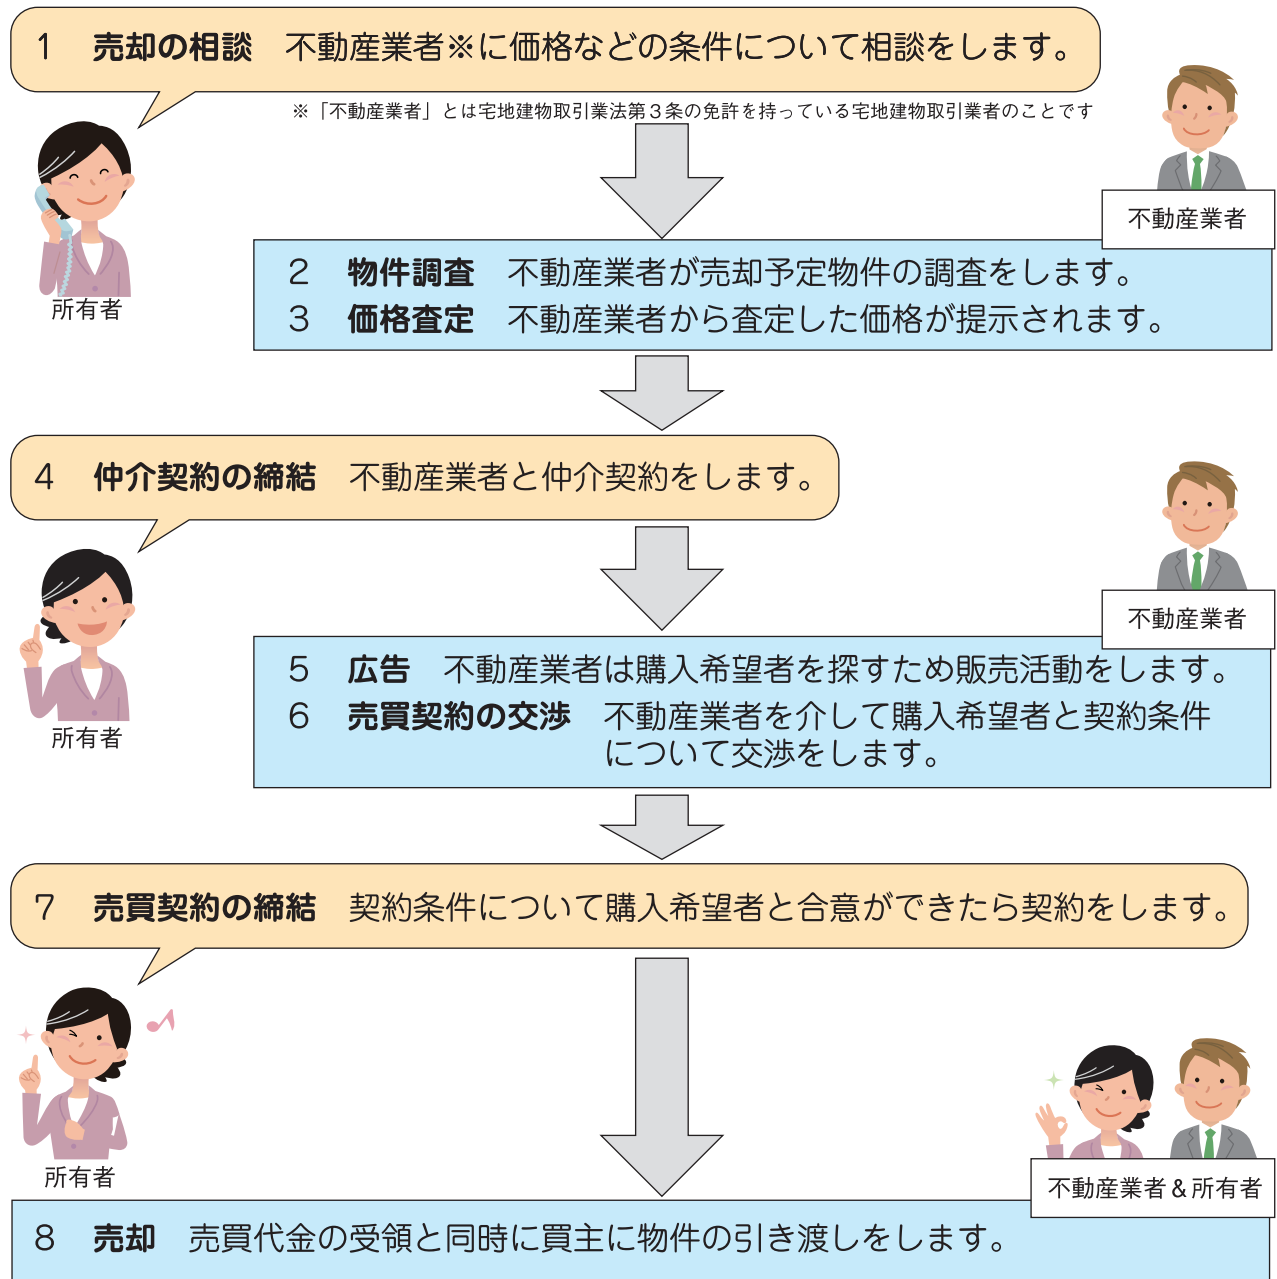 1 売却の相談 不動産業者※に価格などの条件について相談をします。
※「不動産業者」とは宅地建物取引業法第3条の免許を持っている宅地建物取引業者のことです
不動産業者
所有者
2 物件調査 不動産業者が売却予定物件の調査をします。
3 価格査定 不動産業者から査定した価格が提示されます。
4 仲介契約の締結 不動産業者と仲介契約をします。
不動産業者
所有者
5 広告 不動産業者は購入希望者を探すため販売活動をします。
6 売買契約の交渉 不動産業者を介して購入希望者と契約条件
について交渉をします。
7 売買契約の締結 契約条件について購入希望者と合意ができたら契約をします。
所有者
不動産業者&所有者
8 売却 売買代金の受領と同時に買主に物件の引き渡しをします。